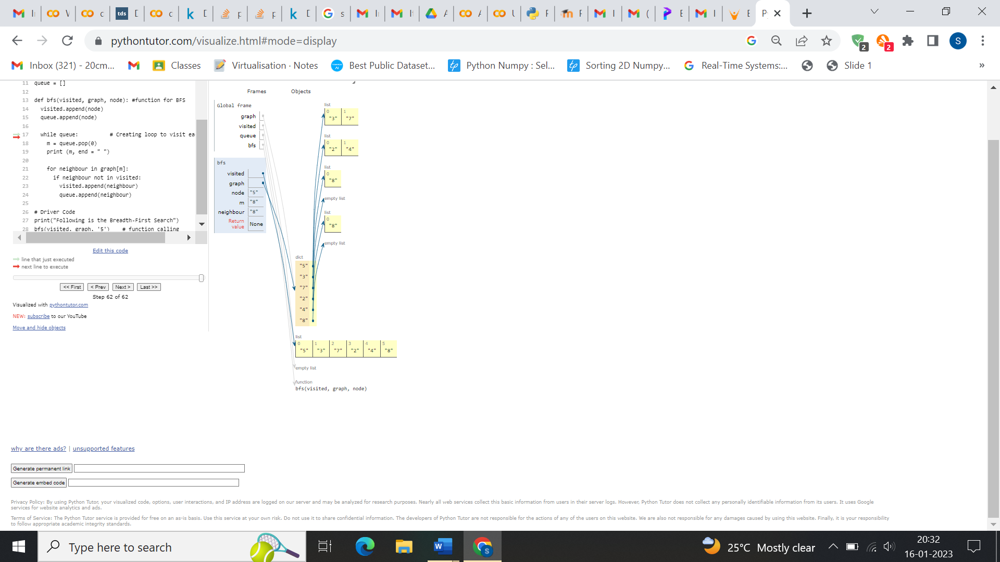 I
V
c
tds
D
c
k D
p
p
k D
G s
Ir
It
A
A
U
P
F
I
(
E
I
E
P
pythontutor.com/visualize.html#mode=display
2
2
S
Inbox (321) - 20cm...
Classes
Virtualisation · Notes
Best Public Dataset...
tp Python Numpy : Sel...
tp Sorting 2D Numpy...
Real-Time Systems:...
Slide 1
»
11 queue = []
12
13 def bfs(visited, graph, node): #function for BFS
14 visited.append(node)
15 queue.append(node)
16
17 while queue: # Creating loop to visit ea
18 m = queue.pop(0)
19 print (m, end = " ")
20
21 for neighbour in graph[m]:
22 if neighbour not in visited:
23 visited.append(neighbour)
24 queue.append(neighbour)
25
26 # Driver Code
27 print("Following is the Breadth-First Search")
28 bfs(visited, graph, '5') # function calling
Edit this code
line that just executed
next line to execute
<< First < Prev Next > Last >>
Step 62 of 62
Visualized with pythontutor.com
NEW: subscribe to our YouTube
Move and hide objects
Frames Objects
Global frame
graph
visited
queue
bfs
bfs
visited
graph
node "5"
m "8"
neighbour "8"
Return value None
list
0 1
"3" "7"
list
0 1
"2" "4"
list
0
"8"
empty list
list
0
"8"
empty list
dict
"5"
"3"
"7"
"2"
"4"
"8"
list
0 1 2 3 4 5
"5" "3" "7" "2" "4" "8"
empty list
function
bfs(visited, graph, node)
why are there ads? | unsupported features
Generate permanent link
Generate embed code
Privacy Policy: By using Python Tutor, your visualized code, options, user interactions, and IP address are logged on our server and may be analyzed for research purposes. Nearly all web services collect this basic information from users in their server logs. However, Python Tutor does not collect any personally identifiable information from its users. It uses Google
services for website analytics and ads.
Terms of Service: The Python Tutor service is provided for free on an as-is basis. Use this service at your own risk. Do not use it to share confidential information. The developers of Python Tutor are not responsible for the actions of any of the users on this website. We are also not responsible for any damages caused by using this website. Finally, it is your responsibility
to follow appropriate academic integrity standards.
Type here to search
W
S
25°C Mostly clear
20:32
16-01-2023